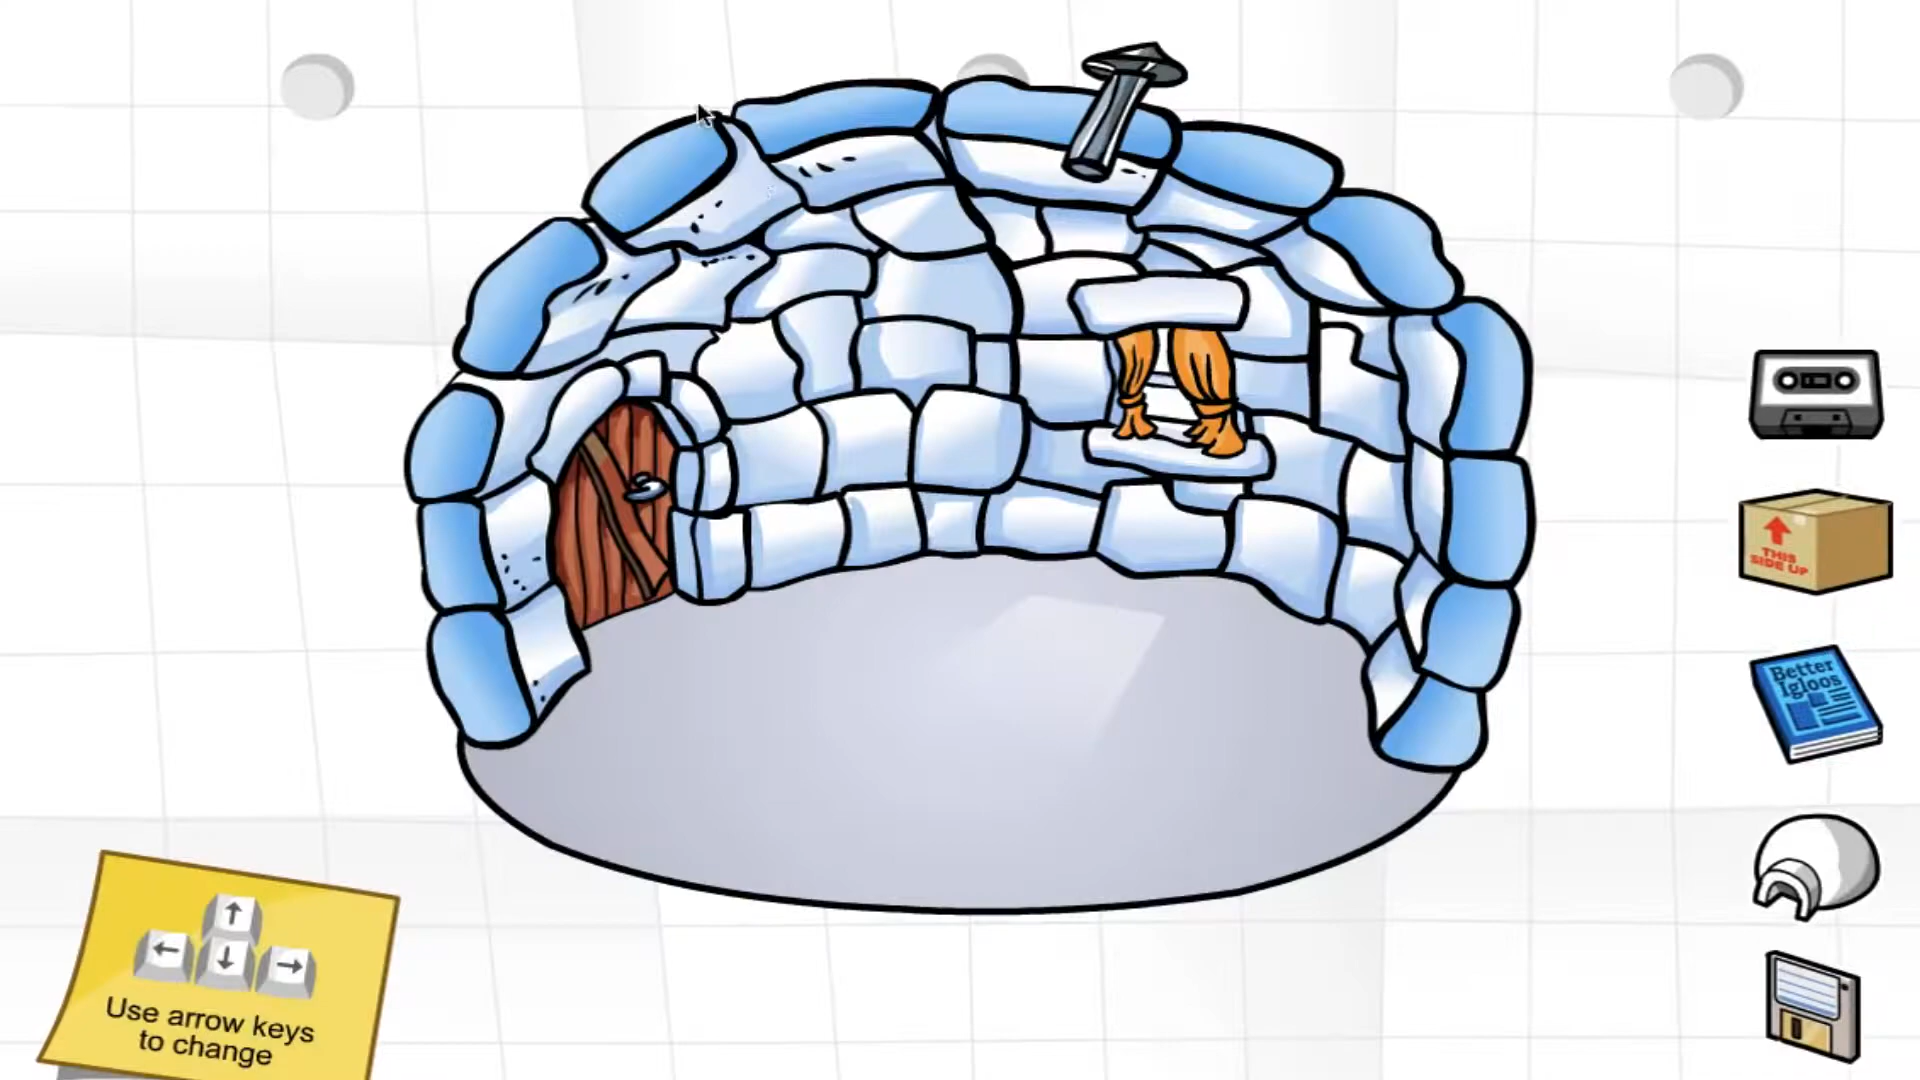 THIS
SIDE UP
Better
Igloos
Use arrow keys
to change